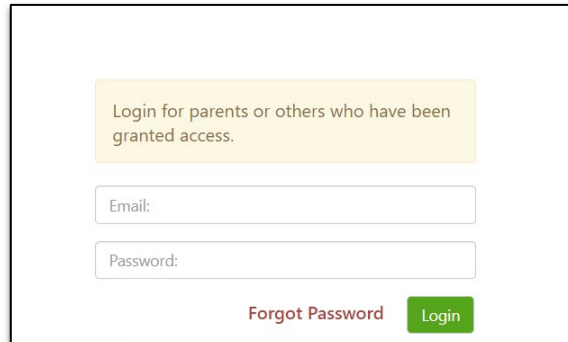 Login for parents or others who have been
granted access.
Email:
Password:
Forgot Password Login